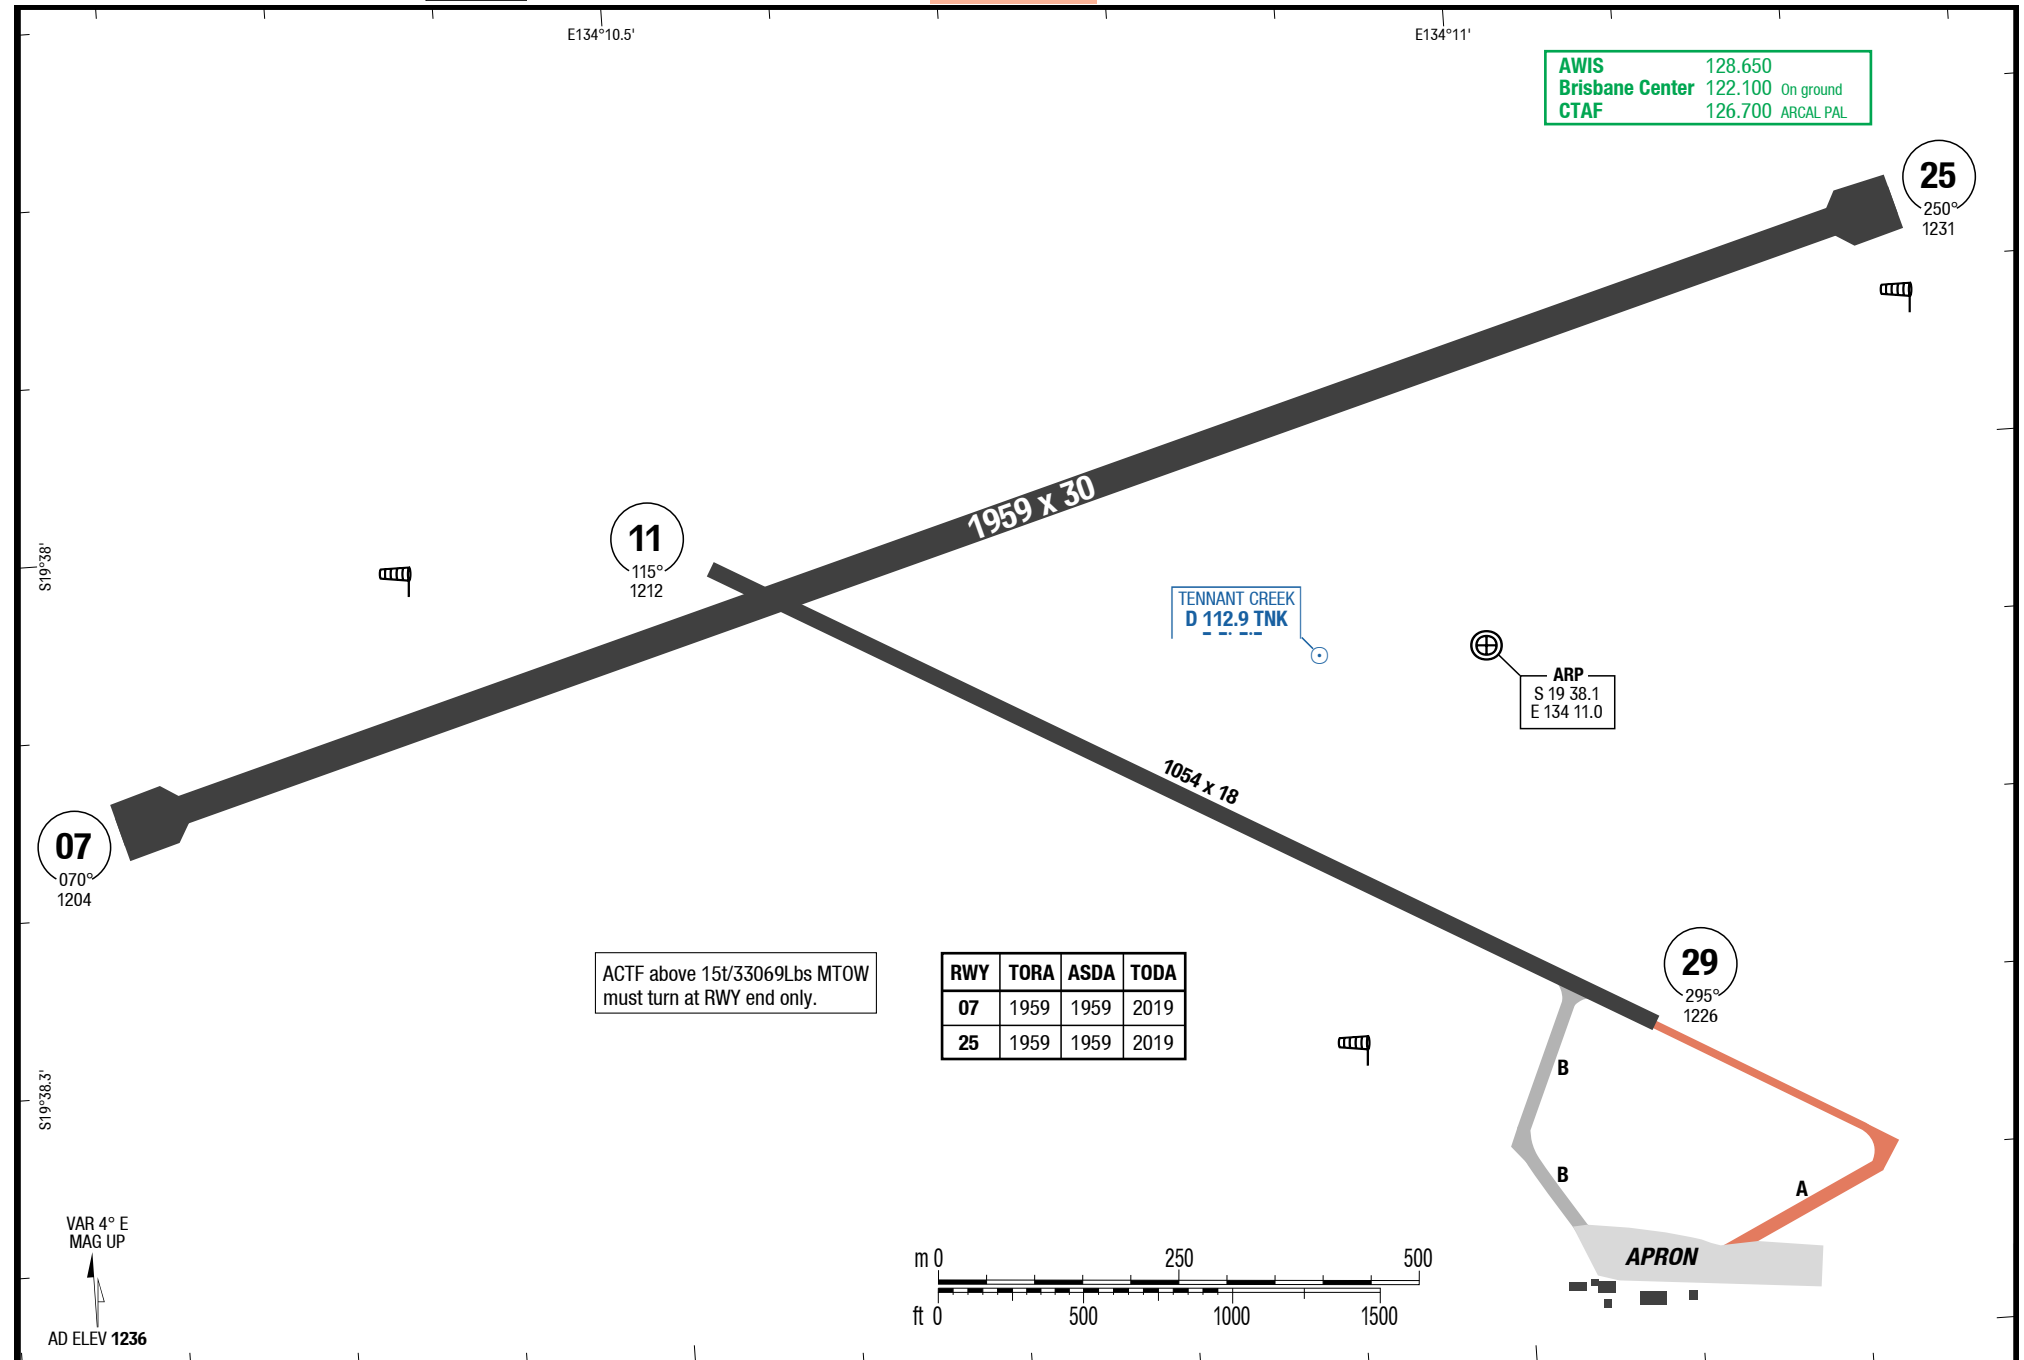 E134°10.5'
E134°11'
AWIS 128.650
Brisbane Center 122.100 On ground
CTAF 126.700 ARCAL PAL
25
250°
1231
1959 x 30
11
115°
1212
S19°38'
TENNANT CREEK
D 112.9 TNK
ARP
S 19 38.1
E 134 11.0
1054 x 18
07
070°
1204
29
295°
1226
ACTF above 15t/33069Lbs MTOW
must turn at RWY end only.
RWY TORA ASDA TODA
07 1959 1959 2019
25 1959 1959 2019
S19°38.3'
B
B
A
APRON
VAR 4° E
MAG UP
AD ELEV 1236
m 0 250 500
ft 0 500 1000 1500